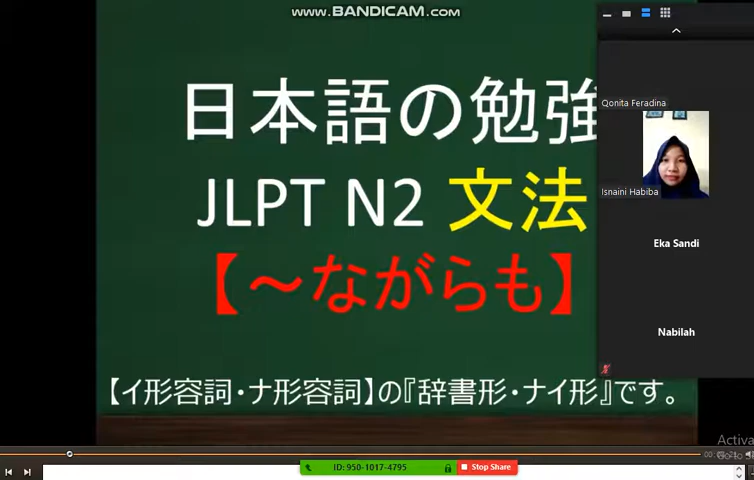 www.BANDICAM.com
日本語の勉強
JLPT N2 文法
【～ながらも】
【イ形容詞・ナ形容詞】の『辞書形・ナイ形』です。
Qonita Feradina
Isnaini Habiba
Eka Sandi
Nabilah
Activa
ID: 950-1017-4795
Stop Share